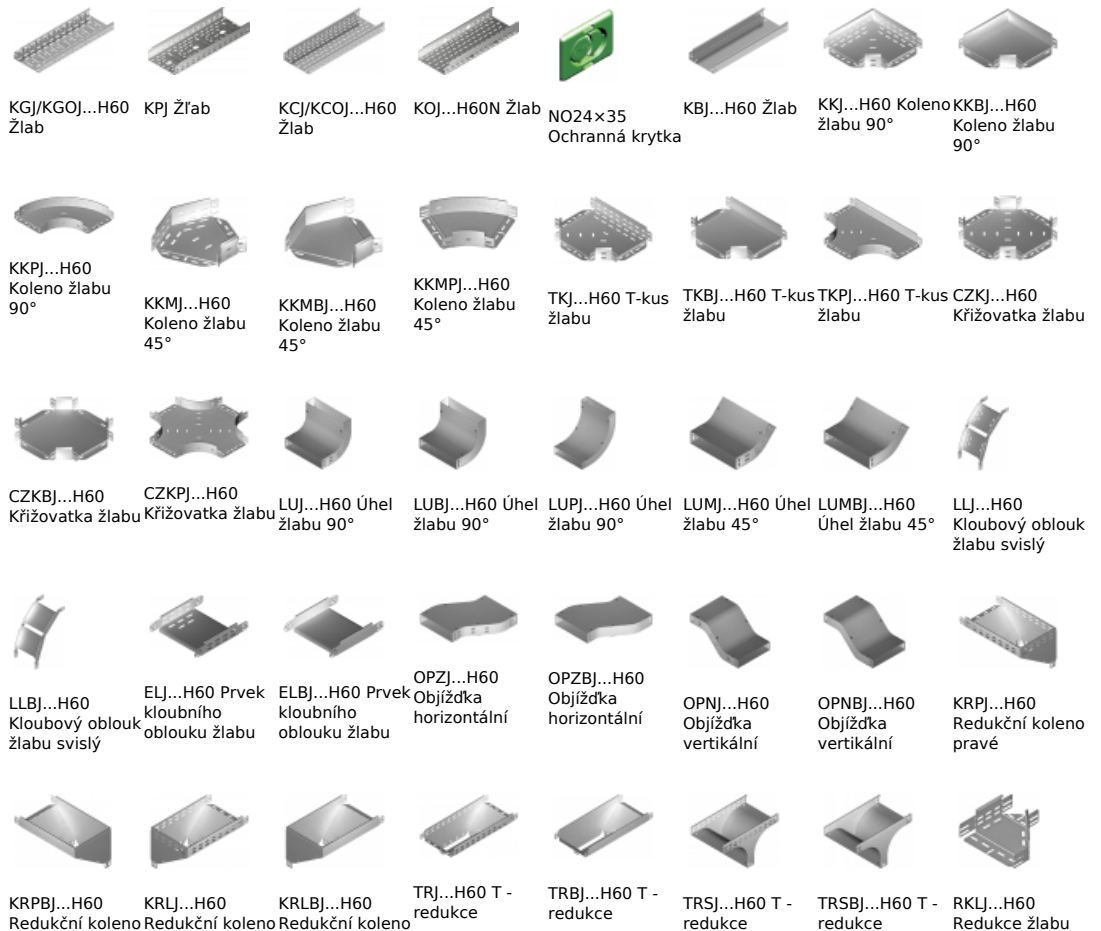 KGJ/KGOJ...H60
Žlab
KPJ Žľab
KCJ/KCOJ...H60
Žlab
KOJ...H60N Žlab
NO24×35
Ochranná krytka
KBJ...H60 Žlab
KKJ...H60 Koleno
žlabu 90°
KKBJ...H60
Koleno žlabu
90°
KKPJ...H60
Koleno žlabu
90°
KKMJ...H60
Koleno žlabu
45°
KKMBJ...H60
Koleno žlabu
45°
KKMPJ...H60
Koleno žlabu
45°
TKJ...H60 T-kus
žlabu
TKBJ...H60 T-kus
žlabu
TKPJ...H60 T-kus
žlabu
CZKJ...H60
Křižovatka žlabu
CZKBJ...H60
Křižovatka žlabu
CZKPJ...H60
Křižovatka žlabu
LUJ...H60 Úhel
žlabu 90°
LUBJ...H60 Úhel
žlabu 90°
LUPJ...H60 Úhel
žlabu 90°
LUMJ...H60 Úhel
žlabu 45°
LUMBJ...H60
Úhel žlabu 45°
LLJ...H60
Kloubový oblouk
žlabu svislý
LLBJ...H60
Kloubový oblouk
žlabu svislý
ELJ...H60 Prvek
kloubního
oblouku žlabu
ELBJ...H60 Prvek
kloubního
oblouku žlabu
OPZJ...H60
Objížďka
horizontální
OPZBJ...H60
Objížďka
horizontální
OPNJ...H60
Objížďka
vertikální
OPNBJ...H60
Objížďka
vertikální
KRPJ...H60
Redukční koleno
pravé
KRPBJ...H60
Redukční koleno
KRLJ...H60
Redukční koleno
KRLBJ...H60
Redukční koleno
TRJ...H60 T -
redukce
TRBJ...H60 T -
redukce
TRSJ...H60 T -
redukce
TRSBJ...H60 T -
redukce
RKLJ...H60
Redukce žlabu